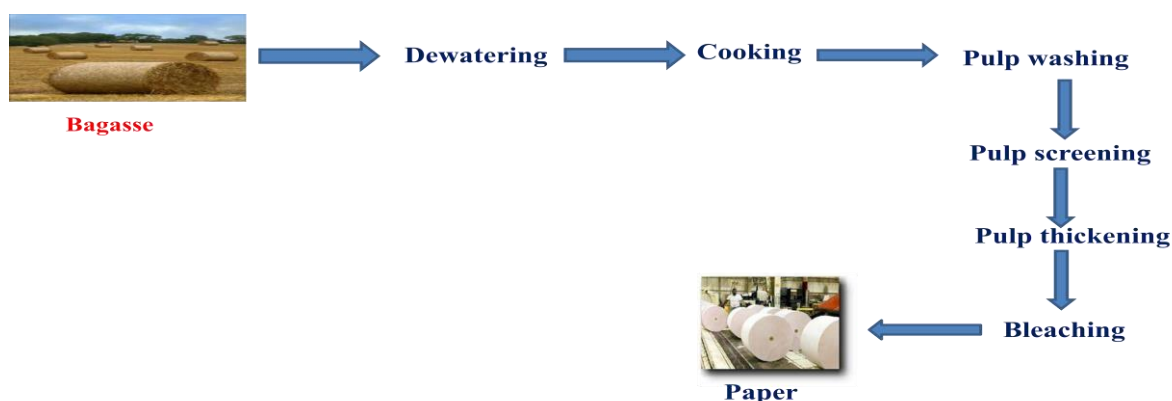 Bagasse
Dewatering
Cooking
Pulp washing
Pulp screening
Pulp thickening
Bleaching
Paper